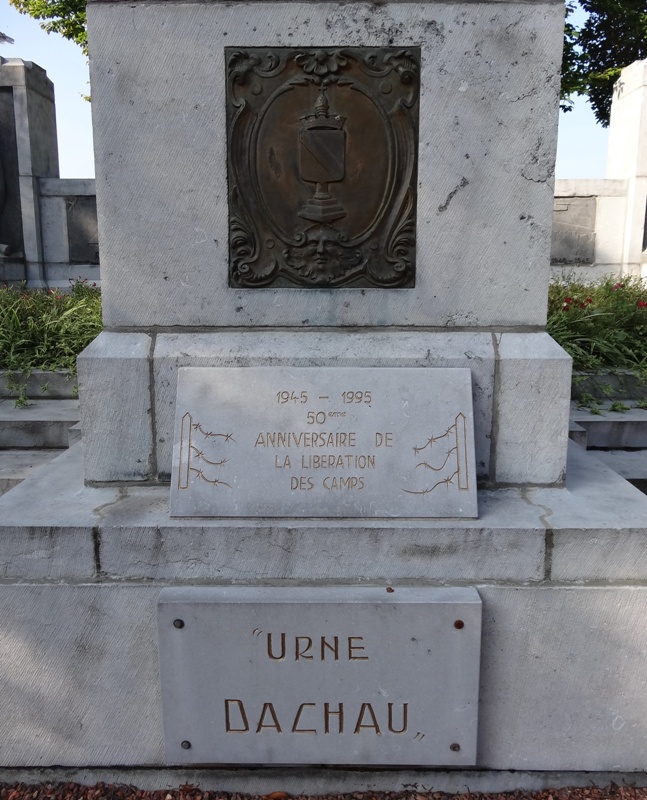 1945 - 1995
50ème
ANNIVERSAIRE DE
LA LIBERATION
DES CAMPS
"URNE
DACHAU"